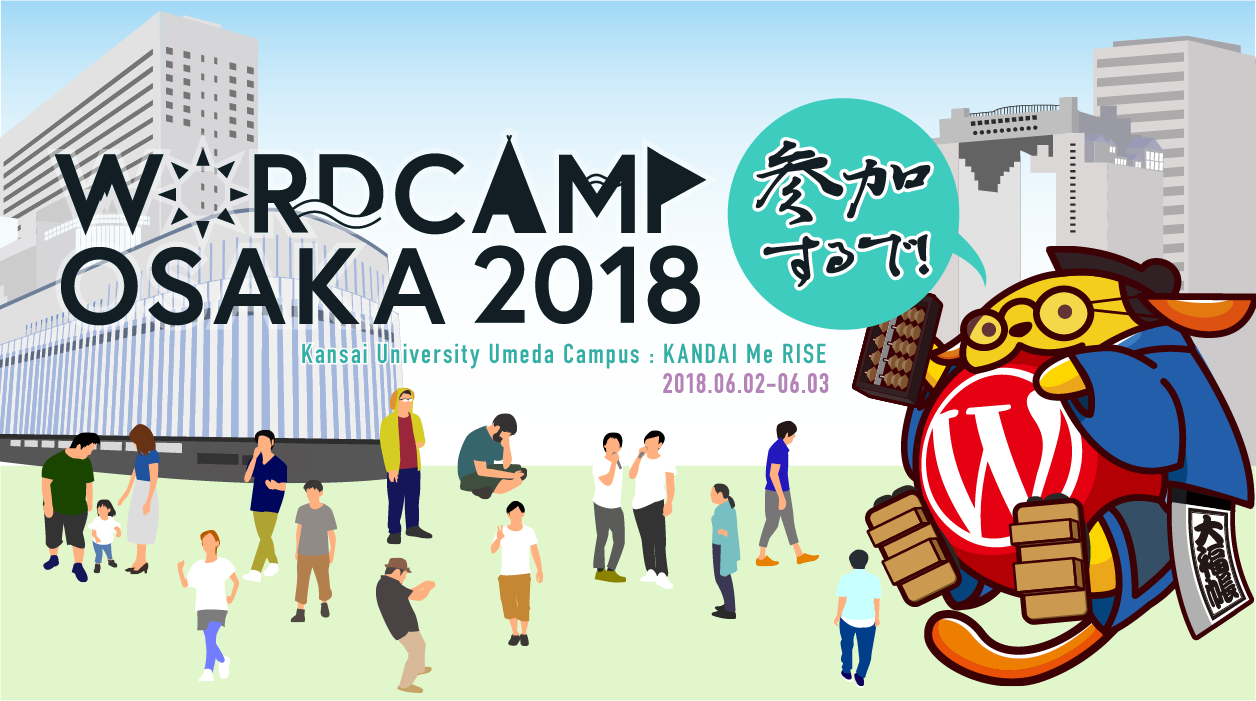 WORDCAMP
OSAKA 2018
参加
するで!
Kansai University Umeda Campus : KANDAI Me RISE
2018.06.02-06.03
W
大福帳